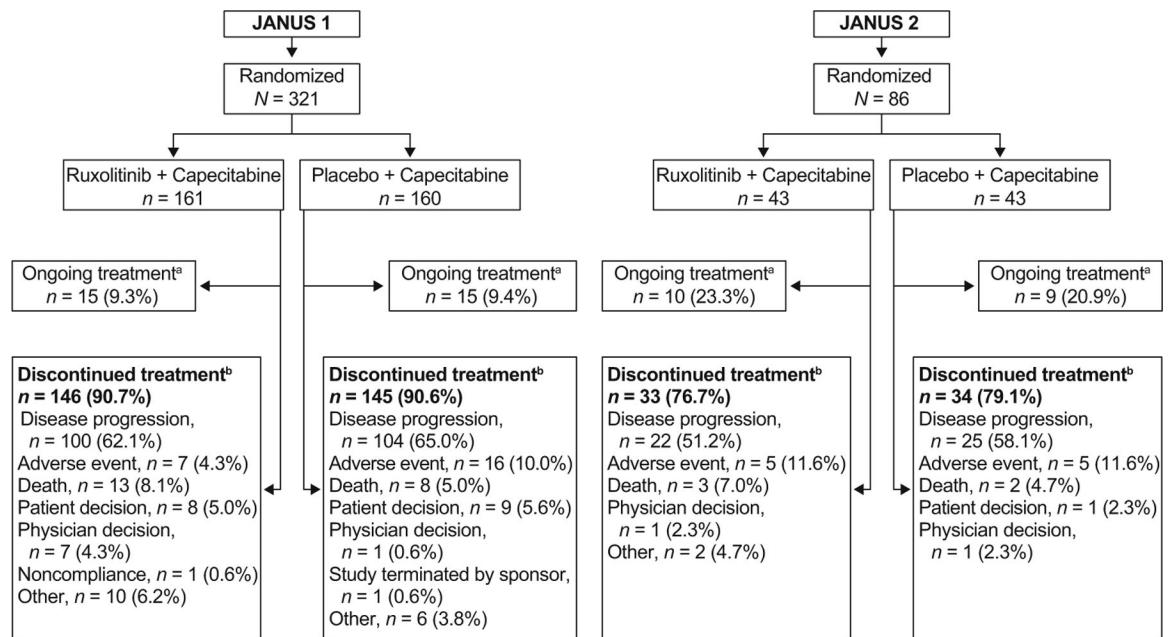 JANUS 1
Randomized
N = 321
Ruxolitinib + Capecitabine
n = 161
Placebo + Capecitabine
n = 160
Ongoing treatmentᵃ
n = 15 (9.3%)
Ongoing treatmentᵃ
n = 15 (9.4%)
Discontinued treatmentᵇ
n = 146 (90.7%)
Disease progression,
n = 100 (62.1%)
Adverse event, n = 7 (4.3%)
Death, n = 13 (8.1%)
Patient decision, n = 8 (5.0%)
Physician decision,
n = 7 (4.3%)
Noncompliance, n = 1 (0.6%)
Other, n = 10 (6.2%)
Discontinued treatmentᵇ
n = 145 (90.6%)
Disease progression,
n = 104 (65.0%)
Adverse event, n = 16 (10.0%)
Death, n = 8 (5.0%)
Patient decision, n = 9 (5.6%)
Physician decision,
n = 1 (0.6%)
Study terminated by sponsor,
n = 1 (0.6%)
Other, n = 6 (3.8%)
JANUS 2
Randomized
N = 86
Ruxolitinib + Capecitabine
n = 43
Placebo + Capecitabine
n = 43
Ongoing treatmentᵃ
n = 10 (23.3%)
Ongoing treatmentᵃ
n = 9 (20.9%)
Discontinued treatmentᵇ
n = 33 (76.7%)
Disease progression,
n = 22 (51.2%)
Adverse event, n = 5 (11.6%)
Death, n = 3 (7.0%)
Physician decision,
n = 1 (2.3%)
Other, n = 2 (4.7%)
Discontinued treatmentᵇ
n = 34 (79.1%)
Disease progression,
n = 25 (58.1%)
Adverse event, n = 5 (11.6%)
Death, n = 2 (4.7%)
Patient decision, n = 1 (2.3%)
Physician decision,
n = 1 (2.3%)